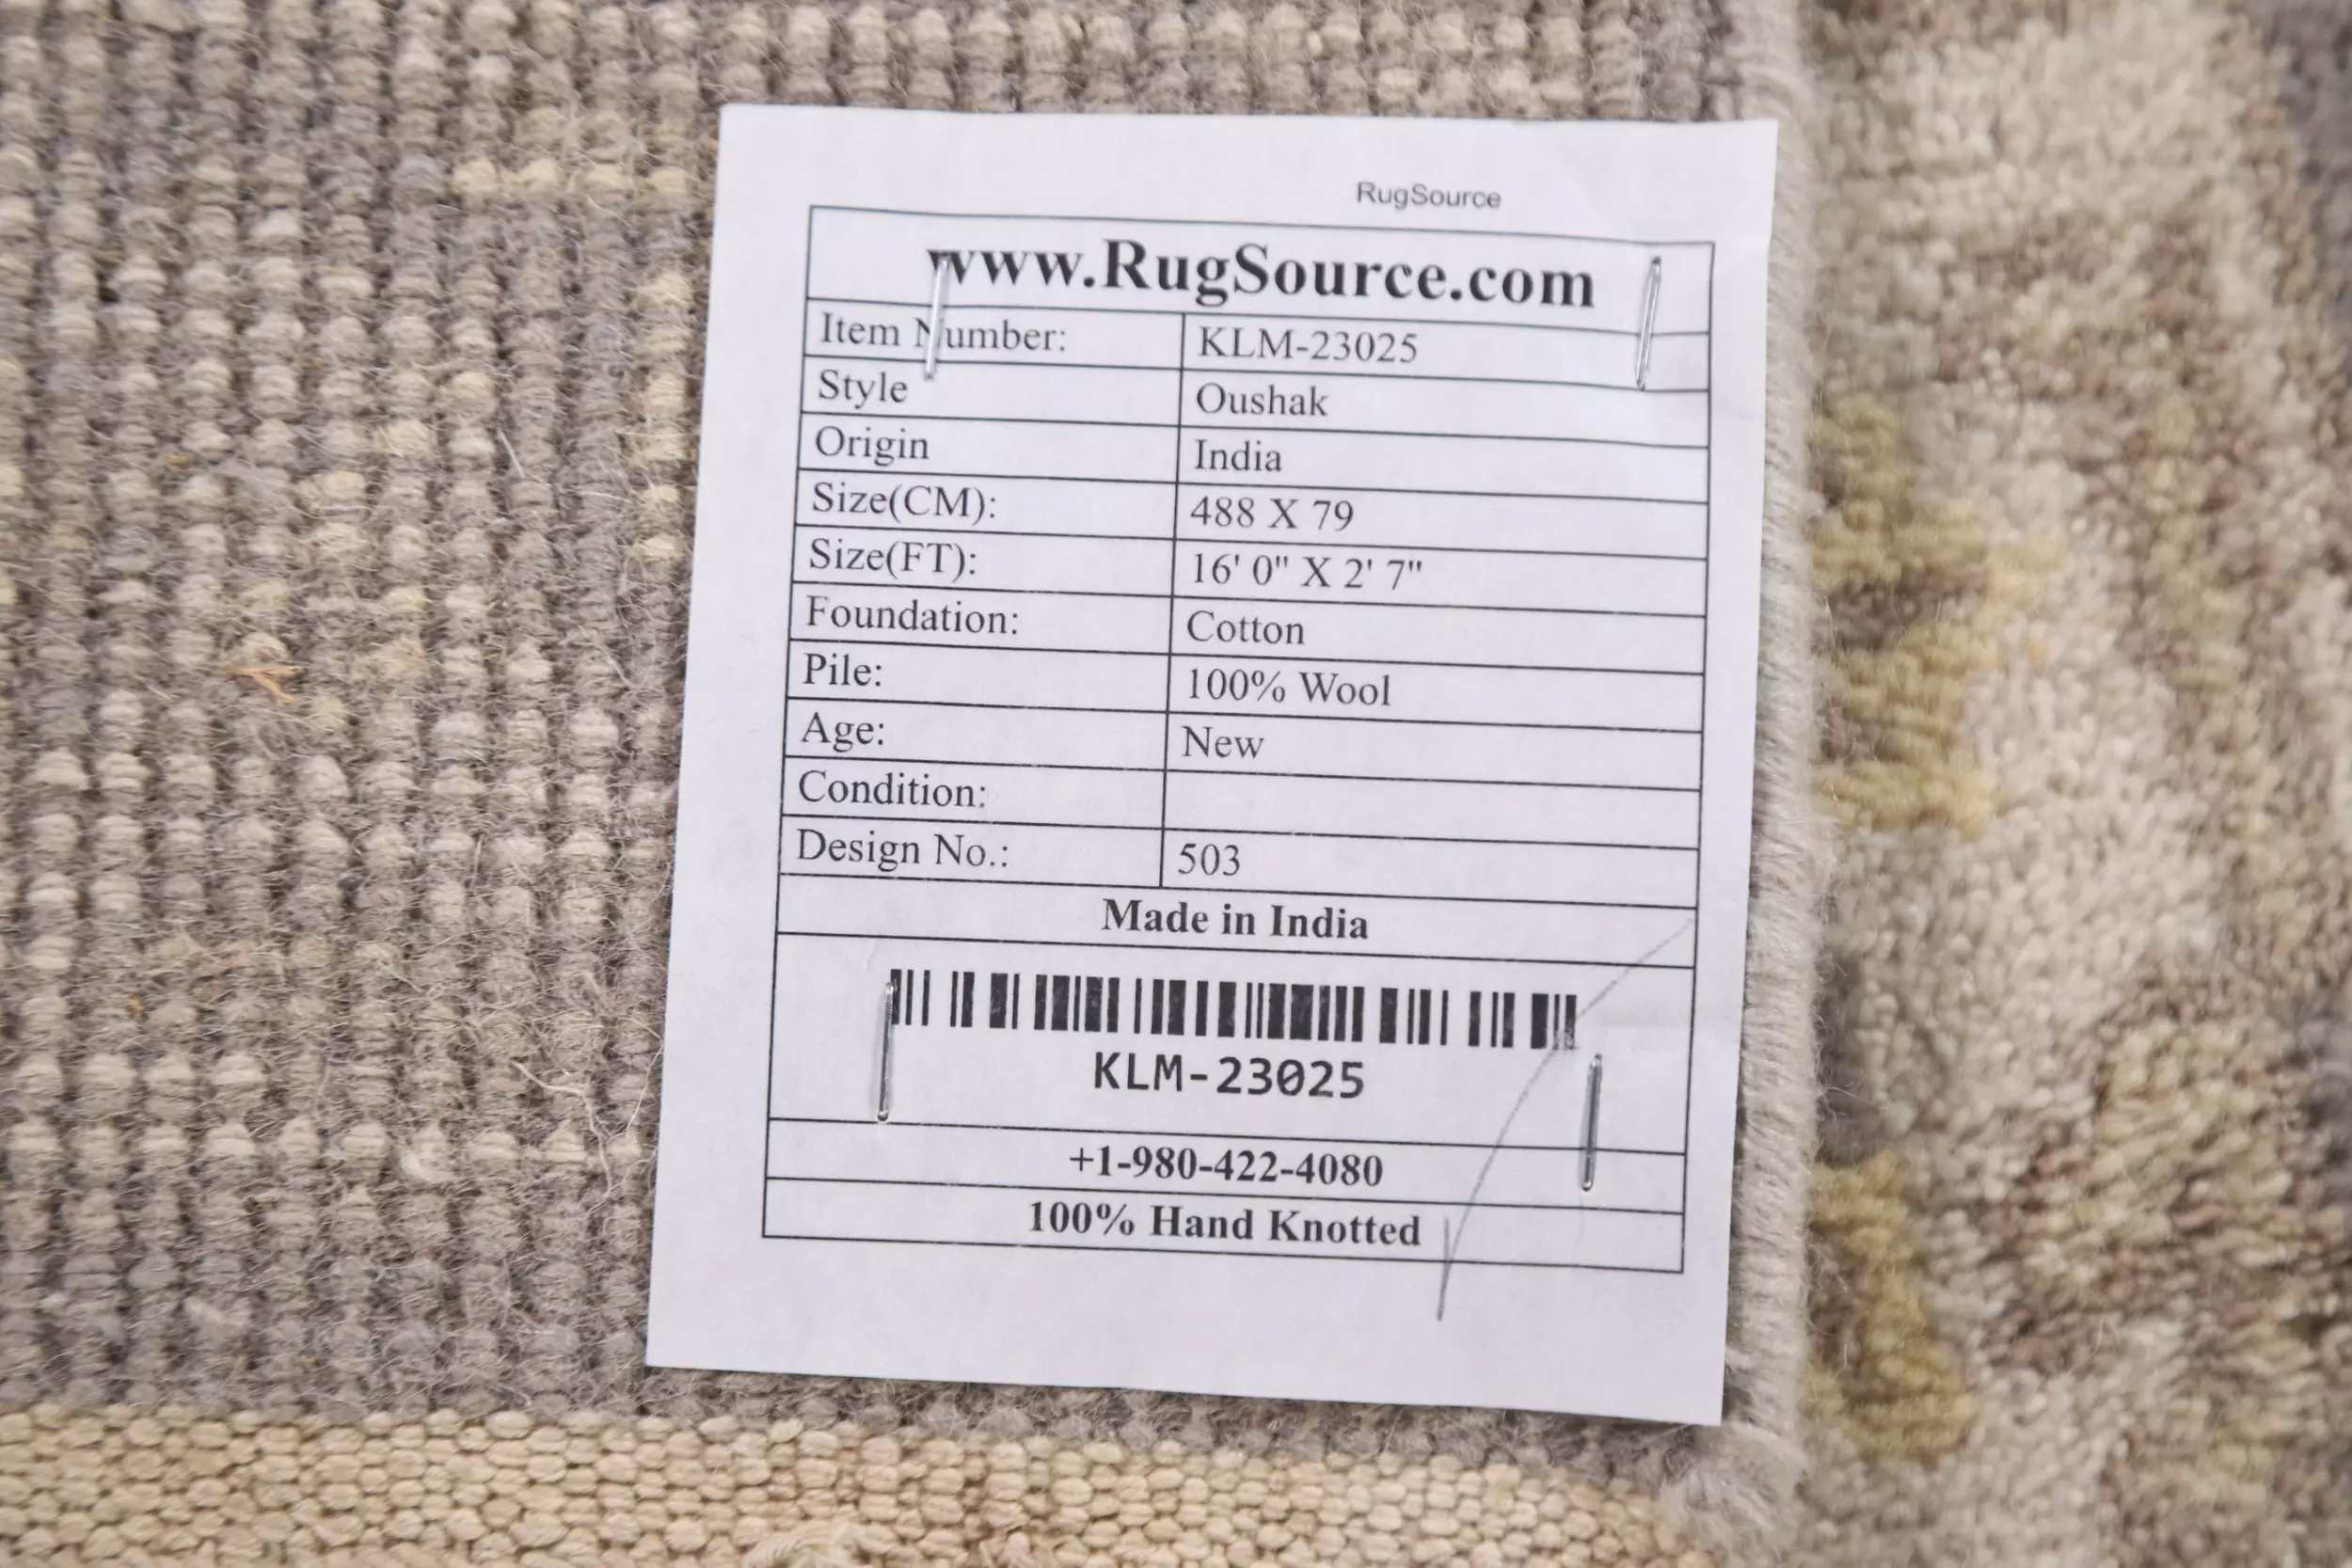 RugSource
www.RugSource.com
Item Number: KLM-23025
Style Oushak
Origin India
Size(CM): 488 X 79
Size(FT): 16' 0" X 2' 7"
Foundation: Cotton
Pile: 100% Wool
Age: New
Condition:
Design No.: 503
Made in India
KLM-23025
+1-980-422-4080
100% Hand Knotted